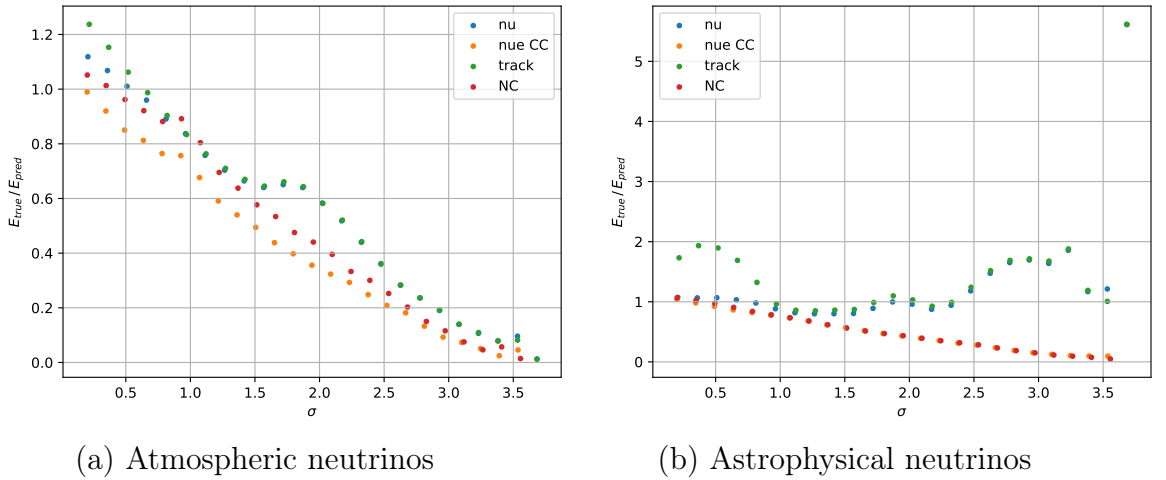 nu
nue CC
track
NC
1.2
1.0
0.8
0.6
0.4
0.2
0.0
E_true / E_pred
0.5 1.0 1.5 2.0 2.5 3.0 3.5
σ
(a) Atmospheric neutrinos
nu
nue CC
track
NC
5
4
3
2
1
0
E_true / E_pred
0.5 1.0 1.5 2.0 2.5 3.0 3.5
σ
(b) Astrophysical neutrinos